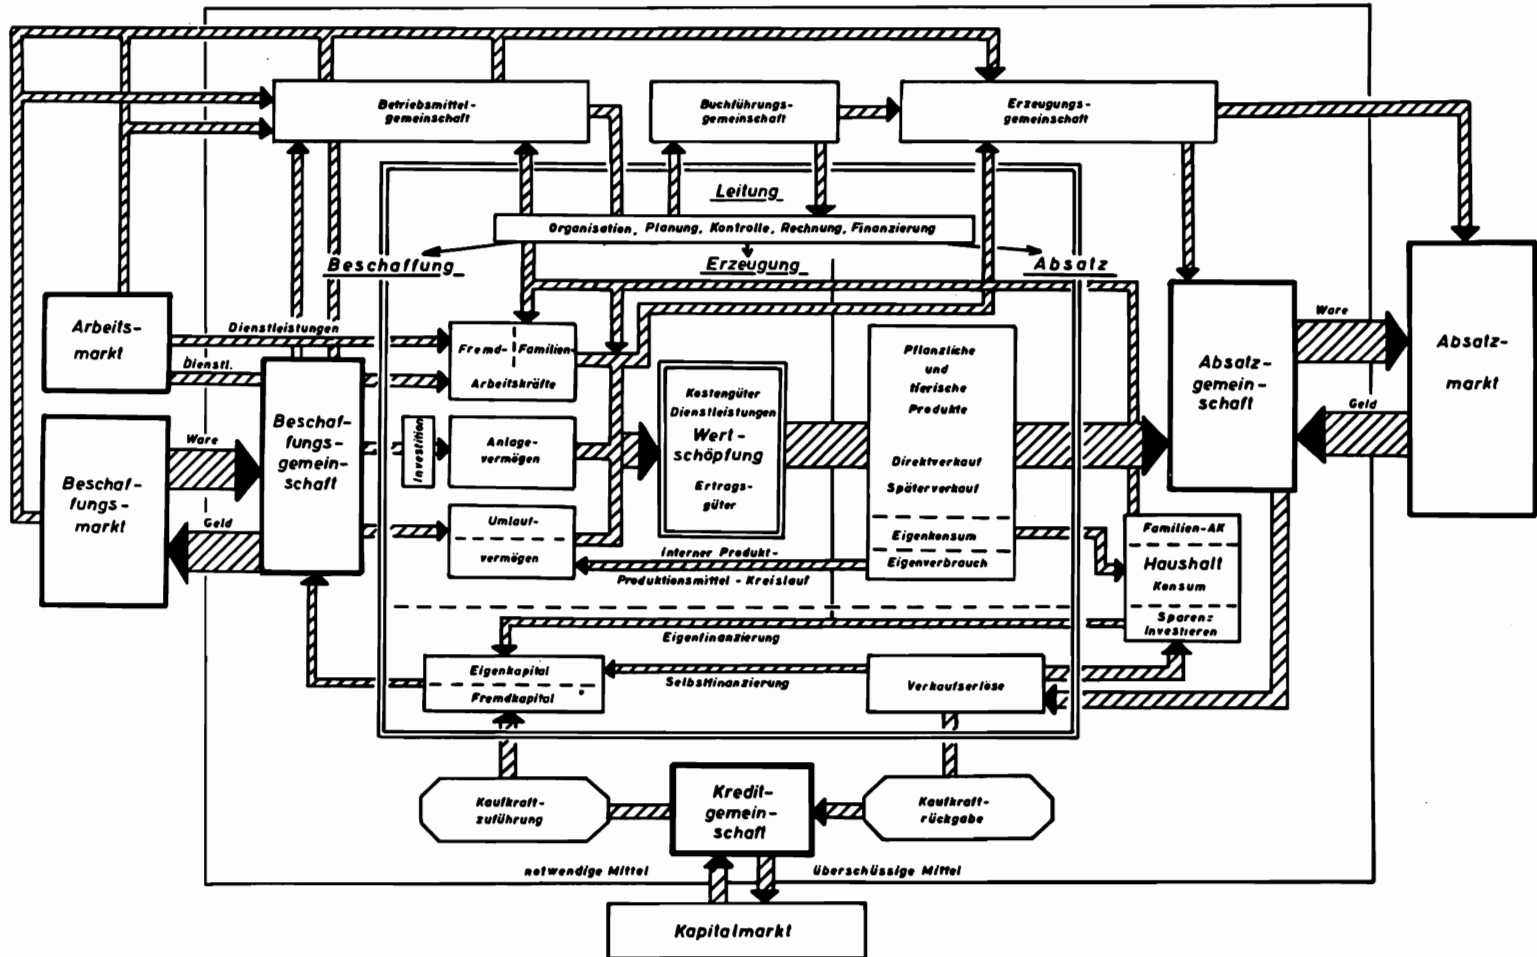 Betriebsmittel-
gemeinschaft
Buchführungs-
gemeinschaft
Erzeugungs-
gemeinschaft
Leitung
Organisation, Planung, Kontrolle, Rechnung, Finanzierung
Beschaffung
Erzeugung
Absatz
Arbeits-
markt
Dienstleistungen
Dienstl.
Beschaf-
fungs-
markt
Ware
Geld
Beschaf-
fungs-
gemein-
schaft
Investition
Fremd- Familien-
Arbeitskräfte
Anlage-
vermögen
Umlauf-
vermögen
Kostengüter
Dienstleistungen
Wert-
schöpfung
Ertrags-
güter
Pflanzliche
und
tierische
Produkte
Direktverkauf
Späterverkauf
Eigenkonsum
Eigenverbrauch
Interner Produkt-
Produktionsmittel - Kreislauf
Absatz-
gemein-
schaft
Ware
Geld
Absatz-
markt
Familien-AK
Haushalt
Konsum
Sparen =
Investieren
Eigenfinanzierung
Eigenkapital
Fremdkapital
Selbstfinanzierung
Verkaufserlöse
Kaufkraft-
zuführung
Kredit-
gemein-
schaft
Kaufkraft-
rückgabe
notwendige Mittel
überschüssige Mittel
Kapitalmarkt